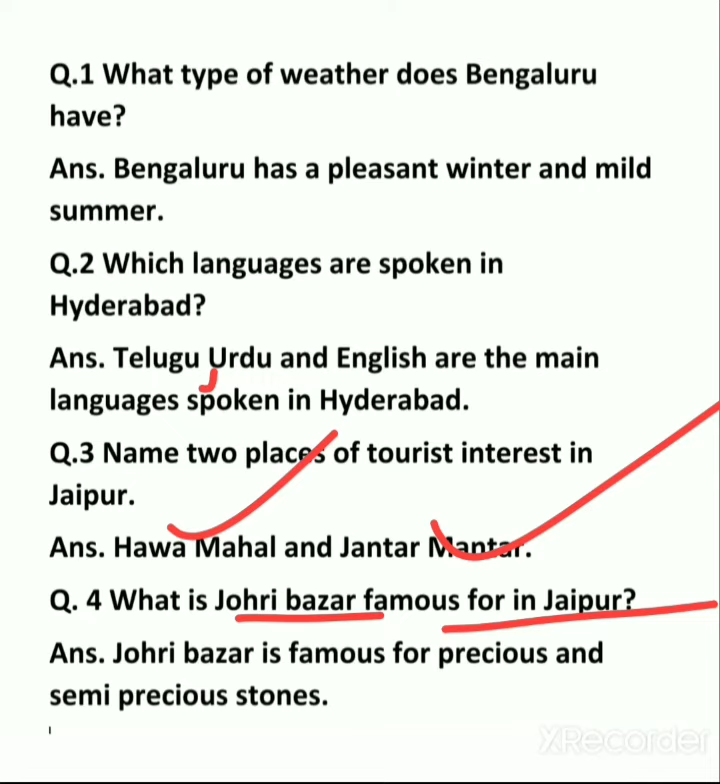 Q.1 What type of weather does Bengaluru
have?
Ans. Bengaluru has a pleasant winter and mild
summer.
Q.2 Which languages are spoken in
Hyderabad?
Ans. Telugu Urdu and English are the main
languages spoken in Hyderabad.
Q.3 Name two places of tourist interest in
Jaipur.
Ans. Hawa Mahal and Jantar Mantar.
Q. 4 What is Johri bazar famous for in Jaipur?
Ans. Johri bazar is famous for precious and
semi precious stones.
XRecorder